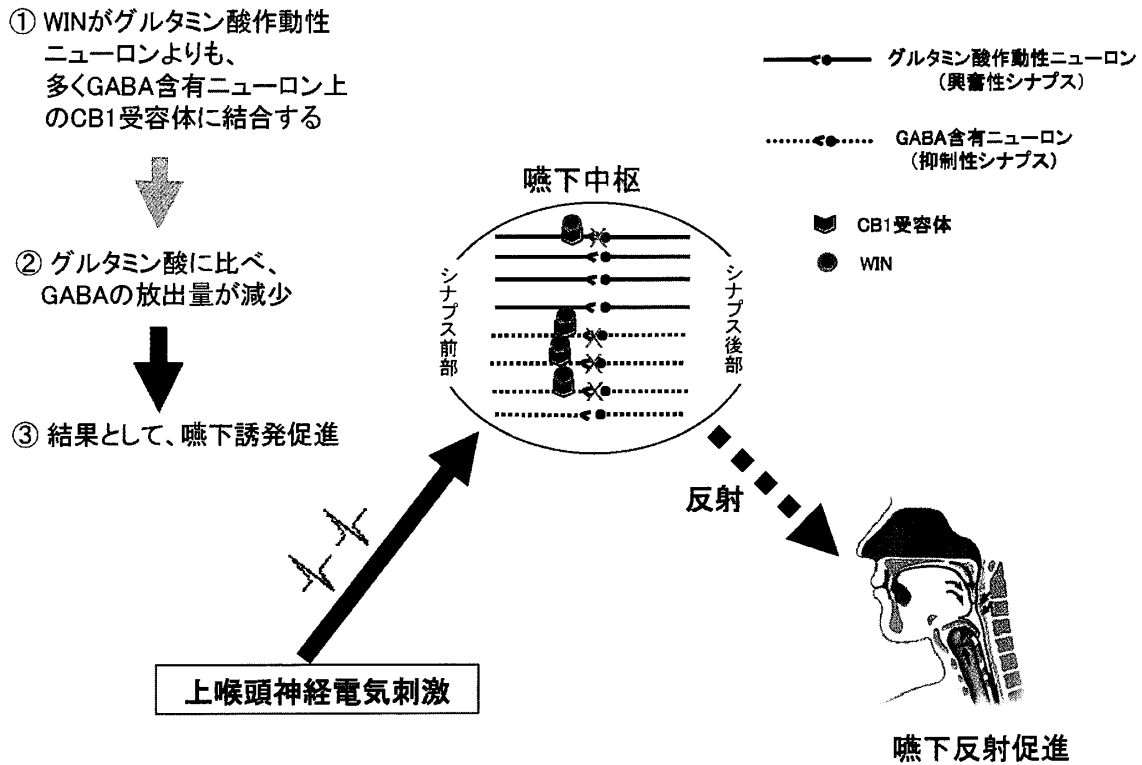 ① WINがグルタミン酸作動性
ニューロンよりも、
多くGABA含有ニューロン上
のCB1受容体に結合する
② グルタミン酸に比べ、
GABAの放出量が減少
③ 結果として、嚥下誘発促進
グルタミン酸作動性ニューロン
(興奮性シナプス)
GABA含有ニューロン
(抑制性シナプス)
CB1受容体
WIN
嚥下中枢
シナプス前部
シナプス後部
反射
上喉頭神経電気刺激
嚥下反射促進